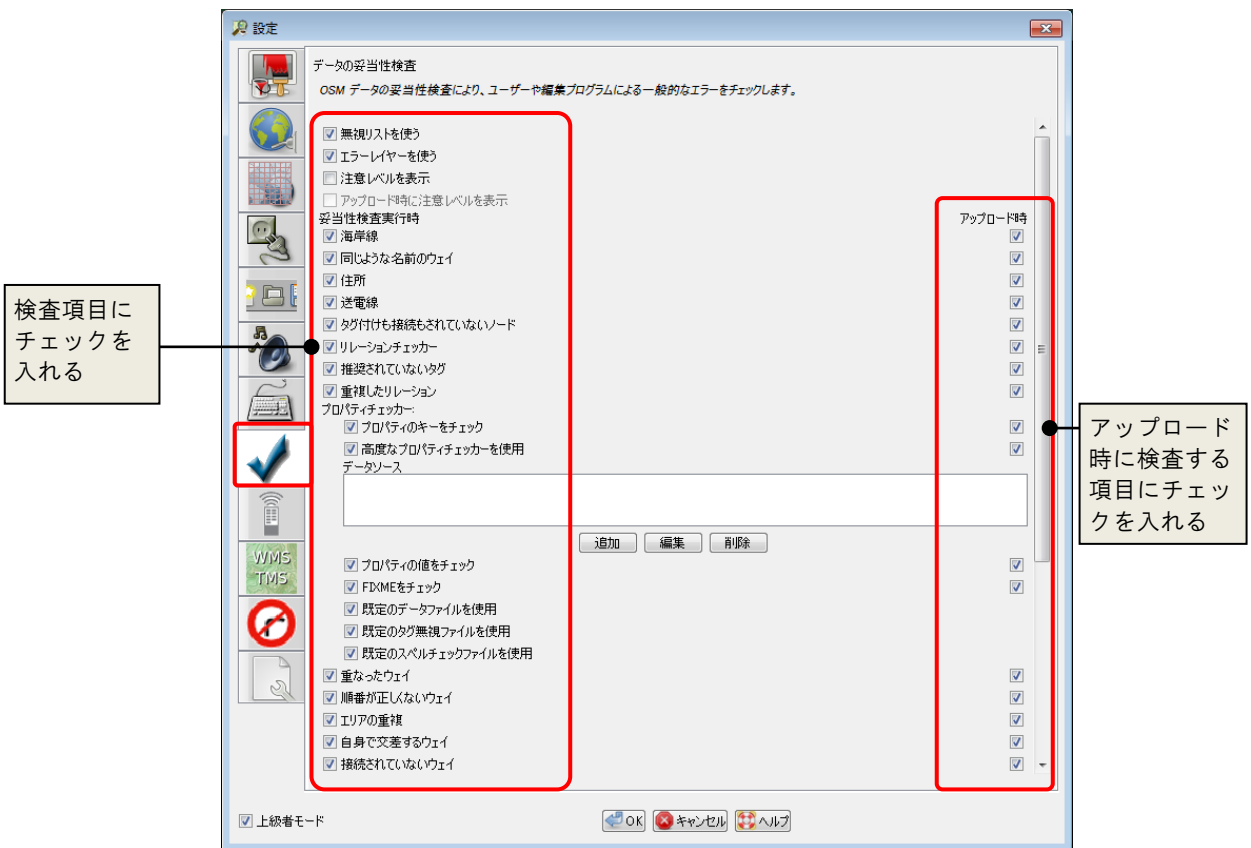 設定
データの妥当性検査
OSM データの妥当性検査により、ユーザーや編集プログラムによる一般的なエラーをチェックします。
無視リストを使う
エラーレイヤーを使う
注意レベルを表示
アップロード時に注意レベルを表示
妥当性検査実行時
アップロード時
海岸線
同じような名前のウェイ
住所
送電線
タグ付けも接続もされていないノード
リレーションチェッカー
推奨されていないタグ
重複したリレーション
プロパティチェッカー:
プロパティのキーをチェック
高度なプロパティチェッカーを使用
データソース
追加 編集 削除
プロパティの値をチェック
FIXMEをチェック
既定のデータファイルを使用
既定のタグ無視ファイルを使用
既定のスペルチェックファイルを使用
重なったウェイ
順番が正しくないウェイ
エリアの重複
自身で交差するウェイ
接続されていないウェイ
WMS
TMS
上級者モード
OK キャンセル ヘルプ
検査項目に
チェックを
入れる
アップロード
時に検査する
項目にチェッ
クを入れる